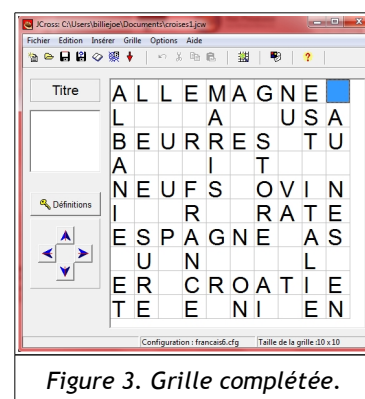 JCross: C:\Users\billiejoe\Documents\croises1.jcw
Fichier Edition Insérer Grille Options Aide
Titre
Définitions
A L L E M A G N E
L A U S A
B E U R R E S T U
A I T
N E U F S O V I N
I R R A T E
E S P A G N E A S
U N L
E R C R O A T I E
T E E N I E N
Configuration : francais6.cfg Taille de la grille :10 x 10
Figure 3. Grille complétée.